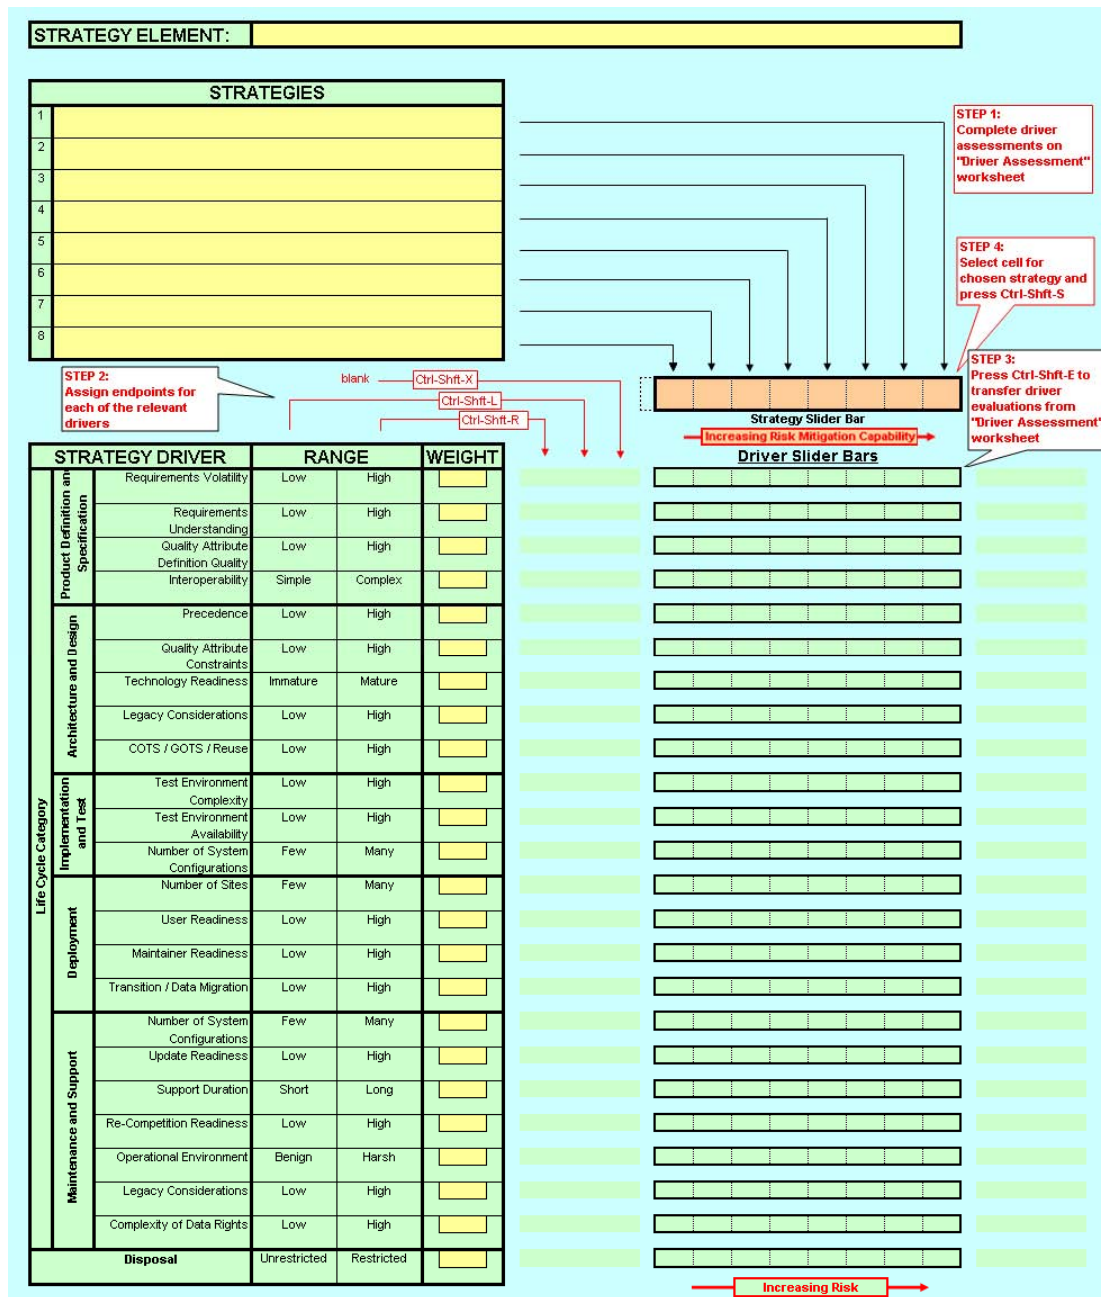 STRATEGY ELEMENT:
STRATEGIES
1
2
3
4
5
6
7
8
STEP 1:
Complete driver
assessments on
"Driver Assessment"
worksheet
STEP 4:
Select cell for
chosen strategy and
press Ctrl-Shft-S
STEP 2:
Assign endpoints for
each of the relevant
drivers
blank
Ctrl-Shft-X
Ctrl-Shft-L
Ctrl-Shft-R
STEP 3:
Press Ctrl-Shft-E to
transfer driver
evaluations from
"Driver Assessment"
worksheet
Strategy Slider Bar
Increasing Risk Mitigation Capability
Driver Slider Bars
STRATEGY DRIVER RANGE WEIGHT
Life Cycle Category
Product Definition and
Specification
Requirements Volatility Low High
Requirements Low High
Understanding
Quality Attribute Low High
Definition Quality
Interoperability Simple Complex
Architecture and Design
Precedence Low High
Quality Attribute Low High
Constraints
Technology Readiness Immature Mature
Legacy Considerations Low High
COTS / GOTS / Reuse Low High
Implementation
and Test
Test Environment Low High
Complexity
Test Environment Low High
Availability
Number of System Few Many
Configurations
Deployment
Number of Sites Few Many
User Readiness Low High
Maintainer Readiness Low High
Transition / Data Migration Low High
Maintenance and Support
Number of System Few Many
Configurations
Update Readiness Low High
Support Duration Short Long
Re-Competition Readiness Low High
Operational Environment Benign Harsh
Legacy Considerations Low High
Complexity of Data Rights Low High
Disposal Unrestricted Restricted
Increasing Risk